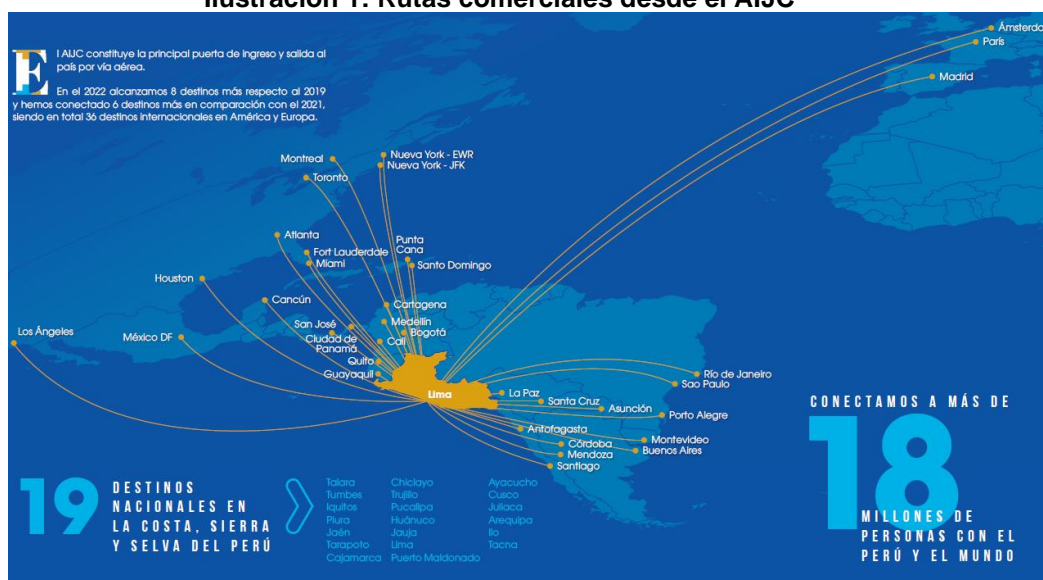 Ilustración 1: Rutas comerciales desde el AIJC
El AIJC constituye la principal puerta de ingreso y salida al
país por vía aérea.
En el 2022 alcanzamos 8 destinos más respecto al 2019
y hemos conectado 6 destinos más en comparación con el 2021,
siendo en total 36 destinos internacionales en América y Europa.
Ámsterda
París
Madrid
Montreal
Toronto
Nueva York - EWR
Nueva York - JFK
Atlanta
Fort Lauderdale
Miami
Punta
Cana
Santo Domingo
Houston
Cancún
Cartagena
Los Ángeles
México DF
San José
Ciudad de
Panamá
Medellín
Bogotá
Cali
Quito
Guayaquil
Lima
La Paz
Santa Cruz
Asunción
Río de Janeiro
Sao Paulo
Porto Alegre
Antofagasta
Córdoba
Mendoza
Santiago
Montevideo
Buenos Aires
19
DESTINOS
NACIONALES EN
LA COSTA, SIERRA
Y SELVA DEL PERÚ
Talara
Tumbes
Iquitos
Piura
Jaén
Tarapoto
Cajamarca
Chiclayo
Trujillo
Pucallpa
Huánuco
Jauja
Lima
Puerto Maldonado
Ayacucho
Cusco
Juliaca
Arequipa
Ilo
Tacna
CONECTAMOS A MÁS DE
18
MILLONES DE
PERSONAS CON EL
PERÚ Y EL MUNDO